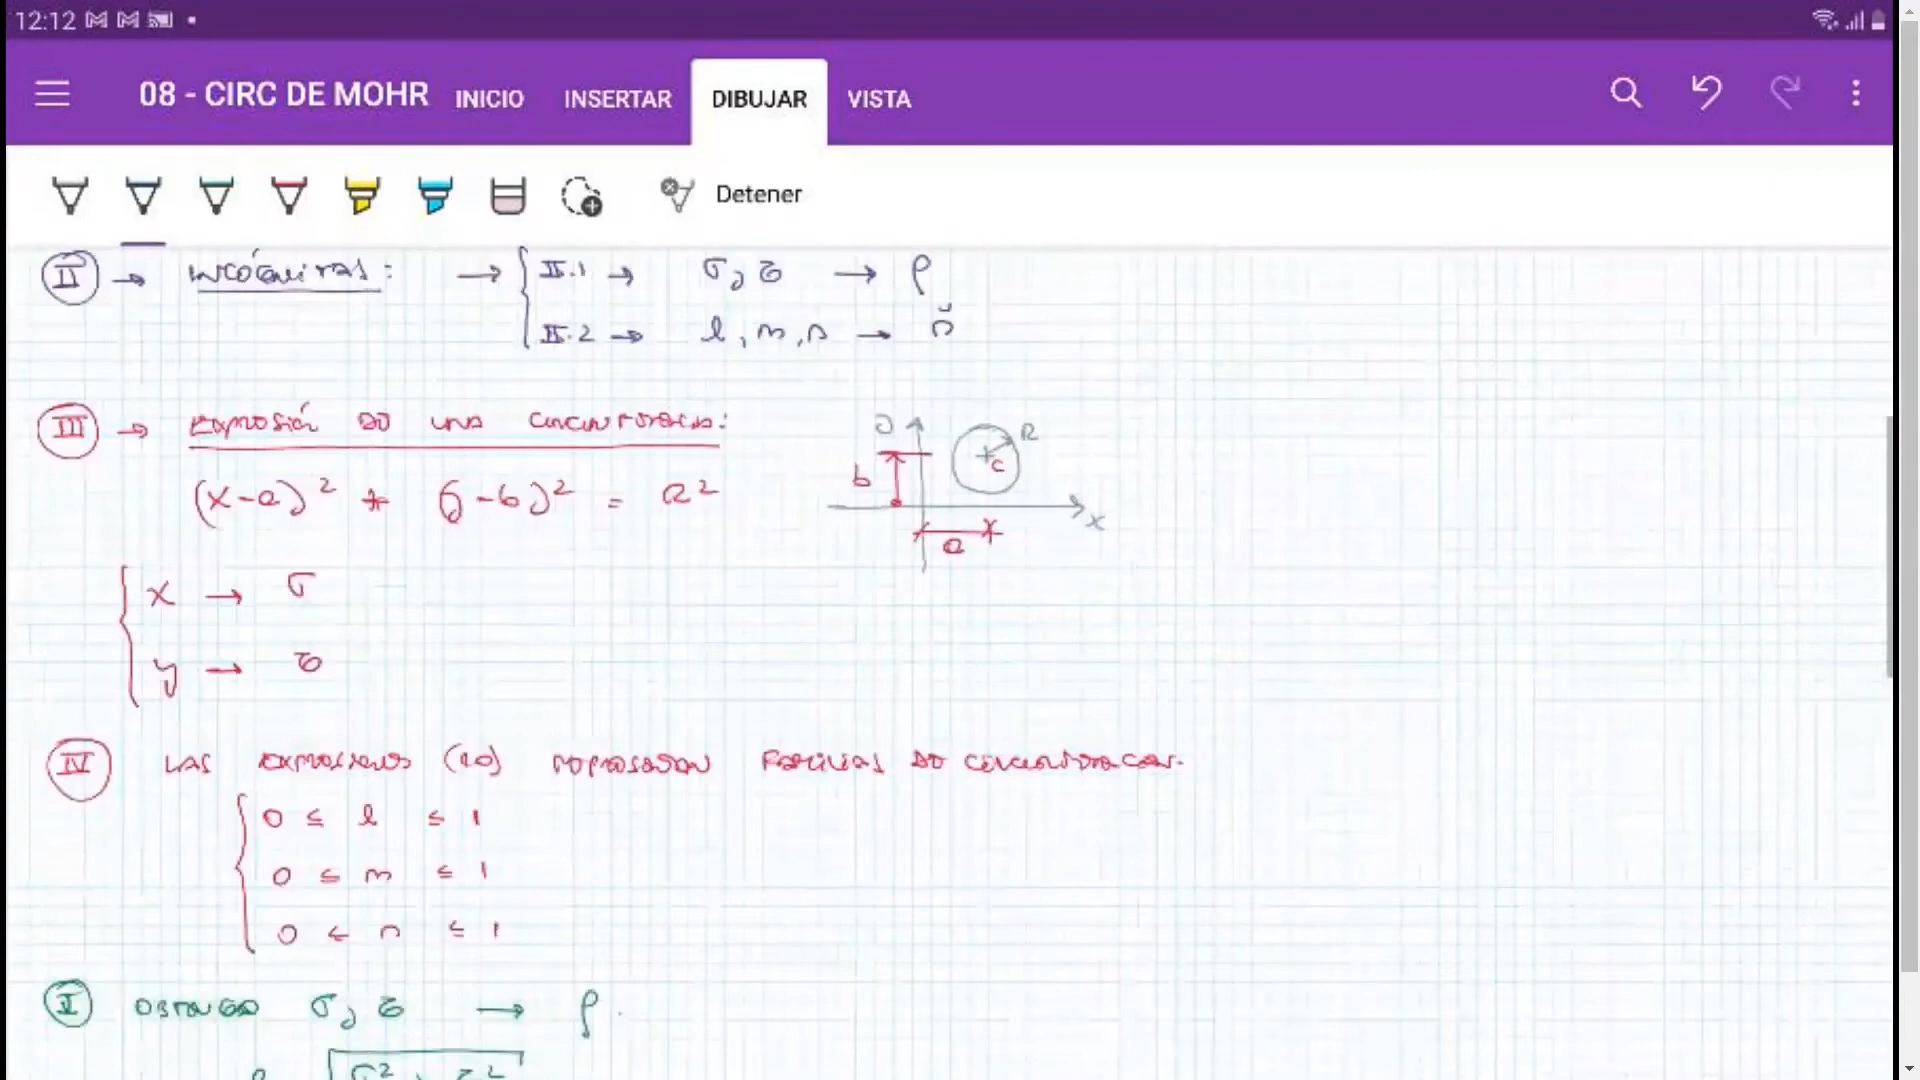 12:12
08 - CIRC DE MOHR INICIO INSERTAR DIBUJAR VISTA
Detener
II → INCÓGNITAS: → { II.1 → σ, τ → ρ
II.2 → l, m, n → ň
III → EXPRESIÓN DE UNA CIRCUNFERENCIA:
(x-a)² + (y-b)² = R²
b C R
a x
x → σ
y → τ
IV LAS EXPRESIONES (20) REPRESENTAN FAMILIAS DE CIRCUNFERENCIAS.
0 ≤ l ≤ 1
0 ≤ m ≤ 1
0 ≤ n ≤ 1
OBTENGO σ, τ → ρ.